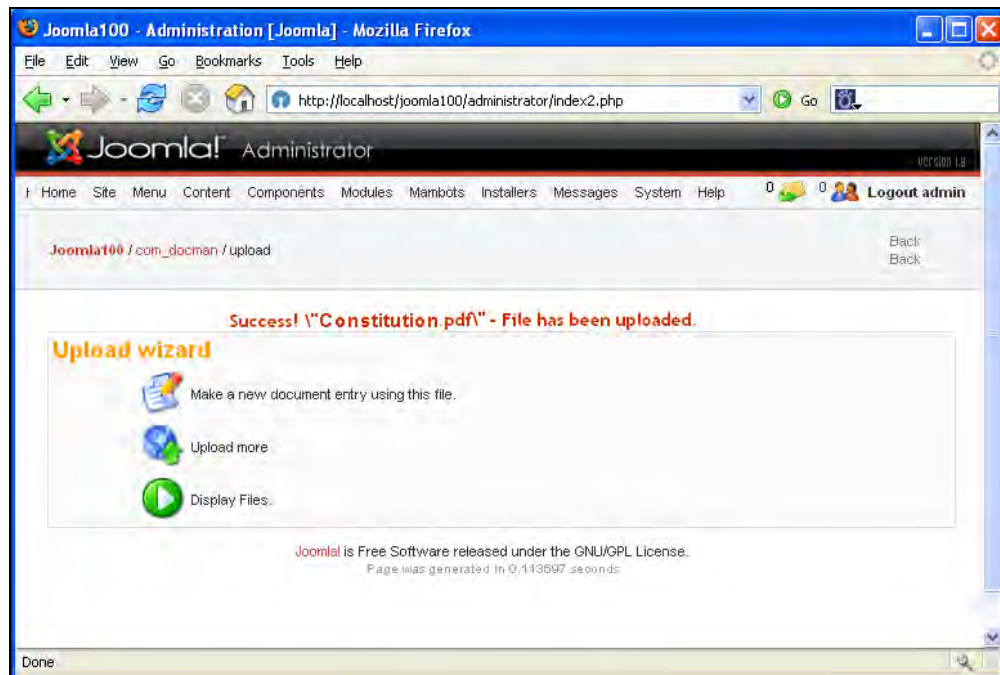 Joomla100 - Administration [Joomla] - Mozilla Firefox
File Edit View Go Bookmarks Tools Help
http://localhost/joomla100/administrator/index2.php Go
Joomla! Administrator
version 1.0
Home Site Menu Content Components Modules Mambots Installers Messages System Help 0 0 Logout admin
Joomla100 / com_docman / upload
Back
Back
Success! \"Constitution.pdf\" - File has been uploaded.
Upload wizard
Make a new document entry using this file.
Upload more
Display Files.
Joomla! is Free Software released under the GNU/GPL License.
Page was generated in 0.113697 seconds
Done